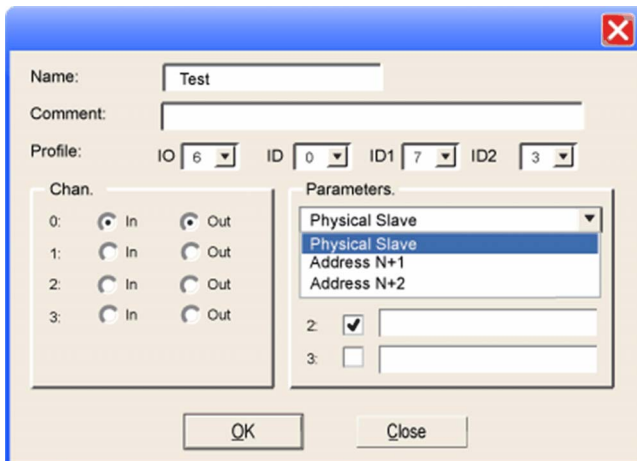 Name: Test
Comment:
Profile: IO 6 ID 0 ID1 7 ID2 3
Chan.
0: In Out
1: In Out
2: In Out
3: In Out
Parameters.
Physical Slave
Physical Slave
Address N+1
Address N+2
2:
3:
OK Close